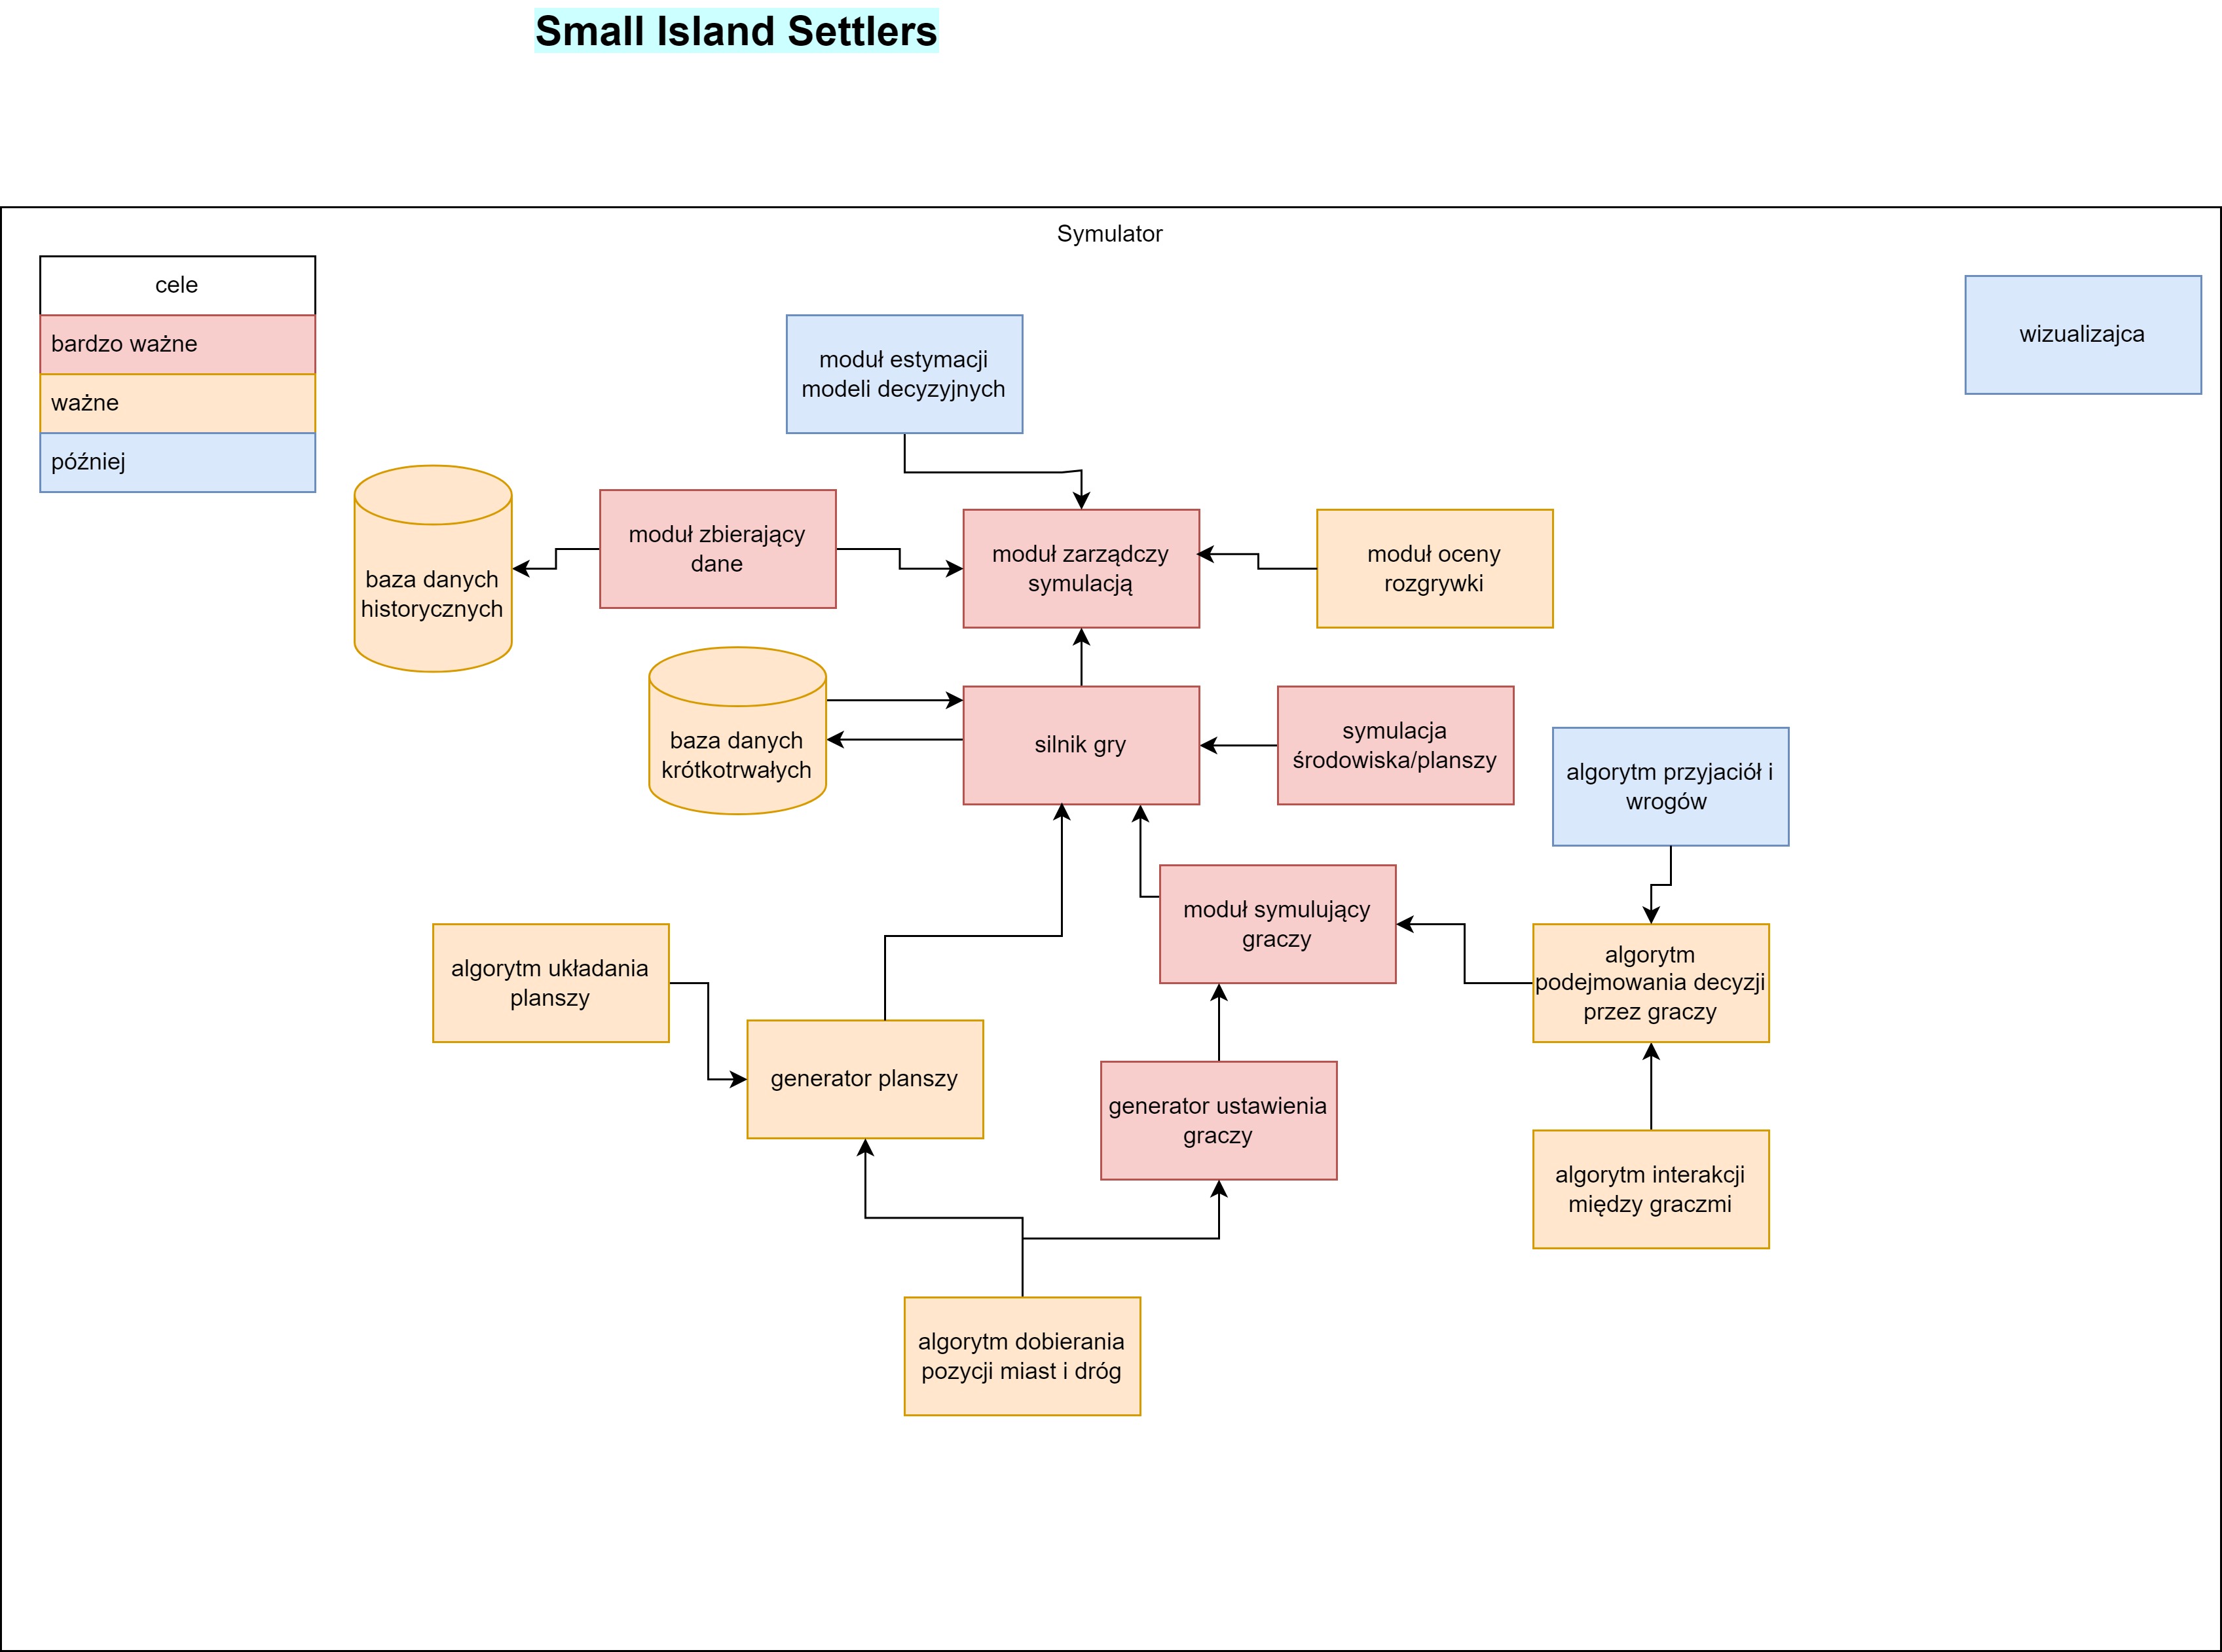 Small Island Settlers
Symulator
cele
bardzo ważne
ważne
później
wizualizajca
moduł estymacji
modeli decyzyjnych
moduł zbierający
dane
moduł zarządczy
symulacją
moduł oceny
rozgrywki
baza danych
historycznych
baza danych
krótkotrwałych
silnik gry
symulacja
środowiska/planszy
algorytm przyjaciół i
wrogów
moduł symulujący
graczy
algorytm układania
planszy
algorytm
podejmowania decyzji
przez graczy
generator planszy
generator ustawienia
graczy
algorytm interakcji
między graczmi
algorytm dobierania
pozycji miast i dróg